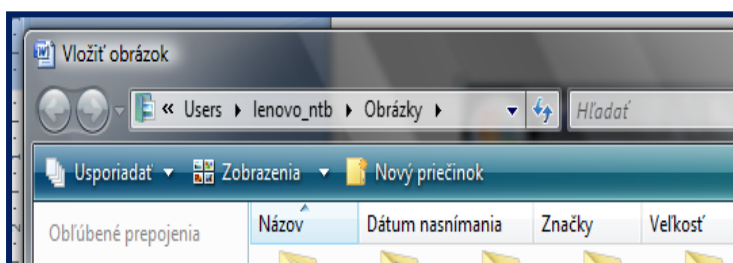 Vložiť obrázok
« Users lenovo_ntb Obrázky Hľadať
Usporiadať Zobrazenia Nový priečinok
Obľúbené prepojenia Názov Dátum nasnímania Značky Veľkosť